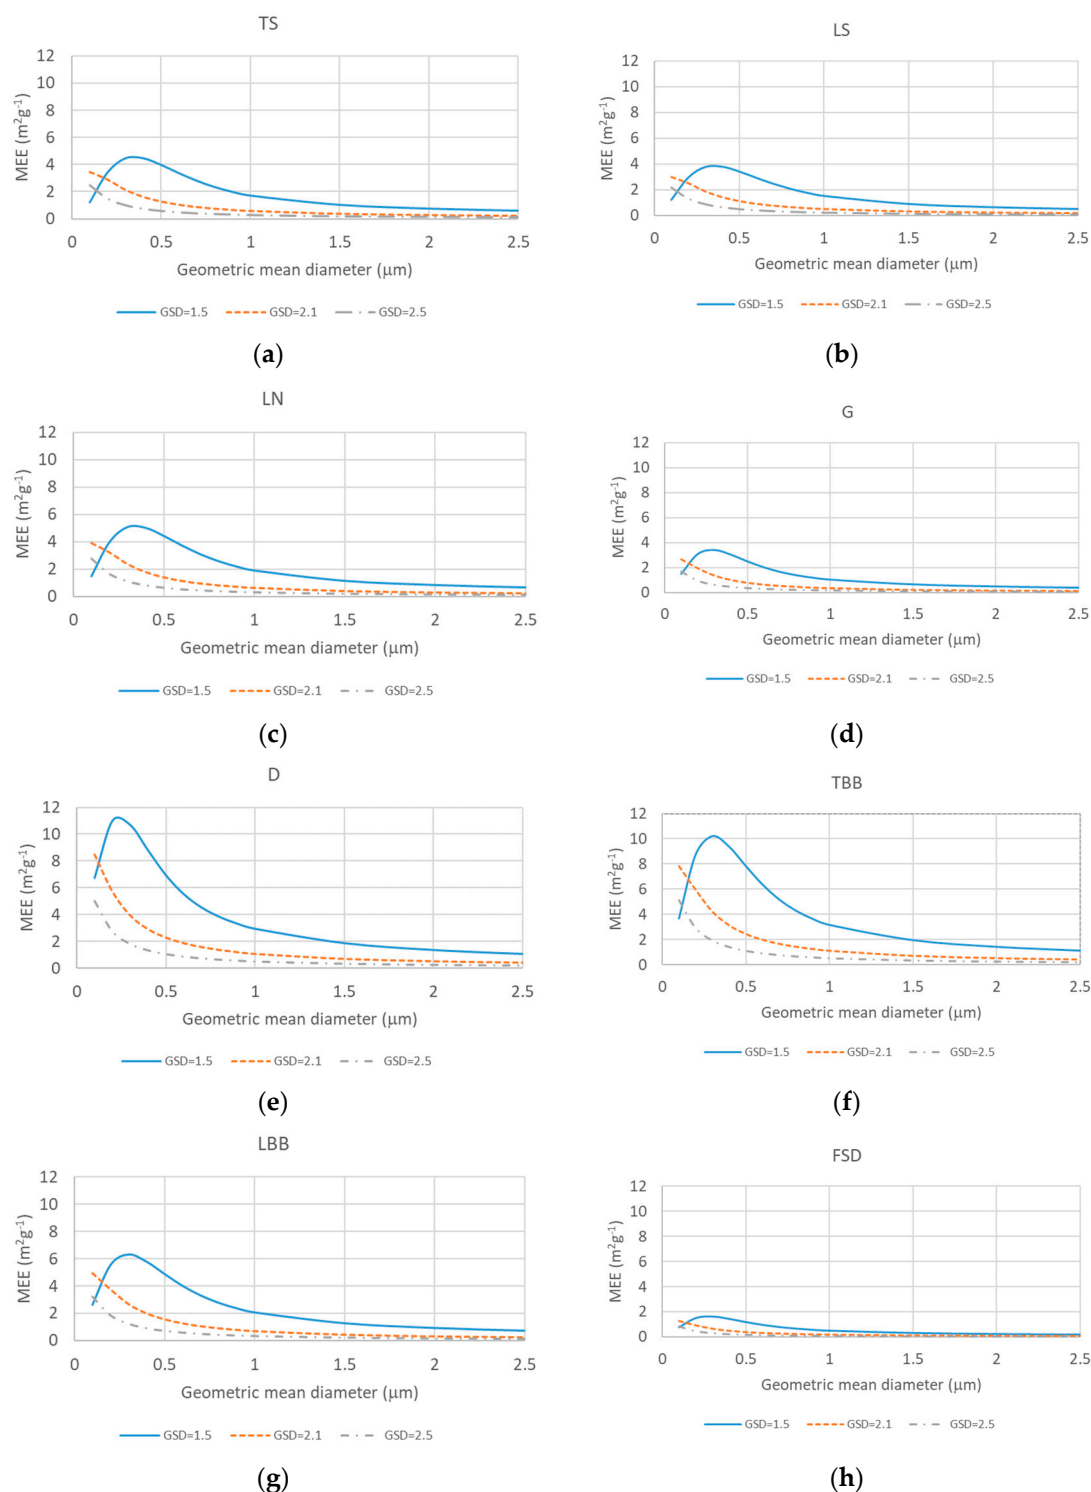 TS
12
10
8
6
4
2
0
MEE (m²g⁻¹)
0 0.5 1 1.5 2 2.5
Geometric mean diameter (µm)
GSD=1.5 GSD=2.1 GSD=2.5
(a)
LS
12
10
8
6
4
2
0
MEE (m²g⁻¹)
0 0.5 1 1.5 2 2.5
Geometric mean diameter (µm)
GSD=1.5 GSD=2.1 GSD=2.5
(b)
LN
12
10
8
6
4
2
0
MEE (m²g⁻¹)
0 0.5 1 1.5 2 2.5
Geometric mean diameter (µm)
GSD=1.5 GSD=2.1 GSD=2.5
(c)
G
12
10
8
6
4
2
0
MEE (m²g⁻¹)
0 0.5 1 1.5 2 2.5
Geometric mean diameter (µm)
GSD=1.5 GSD=2.1 GSD=2.5
(d)
D
12
10
8
6
4
2
0
MEE (m²g⁻¹)
0 0.5 1 1.5 2 2.5
Geometric mean diameter (µm)
GSD=1.5 GSD=2.1 GSD=2.5
(e)
TBB
12
10
8
6
4
2
0
MEE (m²g⁻¹)
0 0.5 1 1.5 2 2.5
Geometric mean diameter (µm)
GSD=1.5 GSD=2.1 GSD=2.5
(f)
LBB
12
10
8
6
4
2
0
MEE (m²g⁻¹)
0 0.5 1 1.5 2 2.5
Geometric mean diameter (µm)
GSD=1.5 GSD=2.1 GSD=2.5
(g)
FSD
12
10
8
6
4
2
0
MEE (m²g⁻¹)
0 0.5 1 1.5 2 2.5
Geometric mean diameter (µm)
GSD=1.5 GSD=2.1 GSD=2.5
(h)